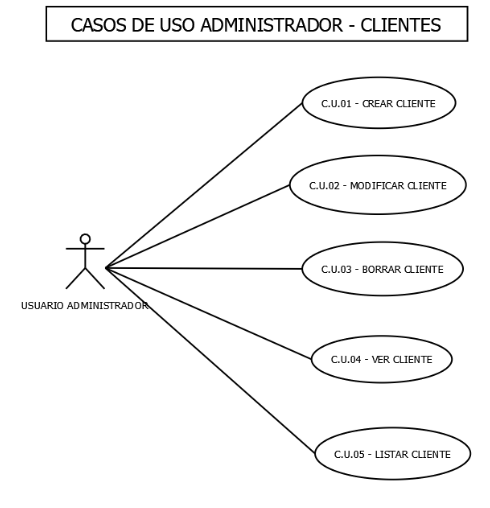 CASOS DE USO ADMINISTRADOR - CLIENTES
C.U.01 - CREAR CLIENTE
C.U.02 - MODIFICAR CLIENTE
C.U.03 - BORRAR CLIENTE
USUARIO ADMINISTRADOR
C.U.04 - VER CLIENTE
C.U.05 - LISTAR CLIENTE